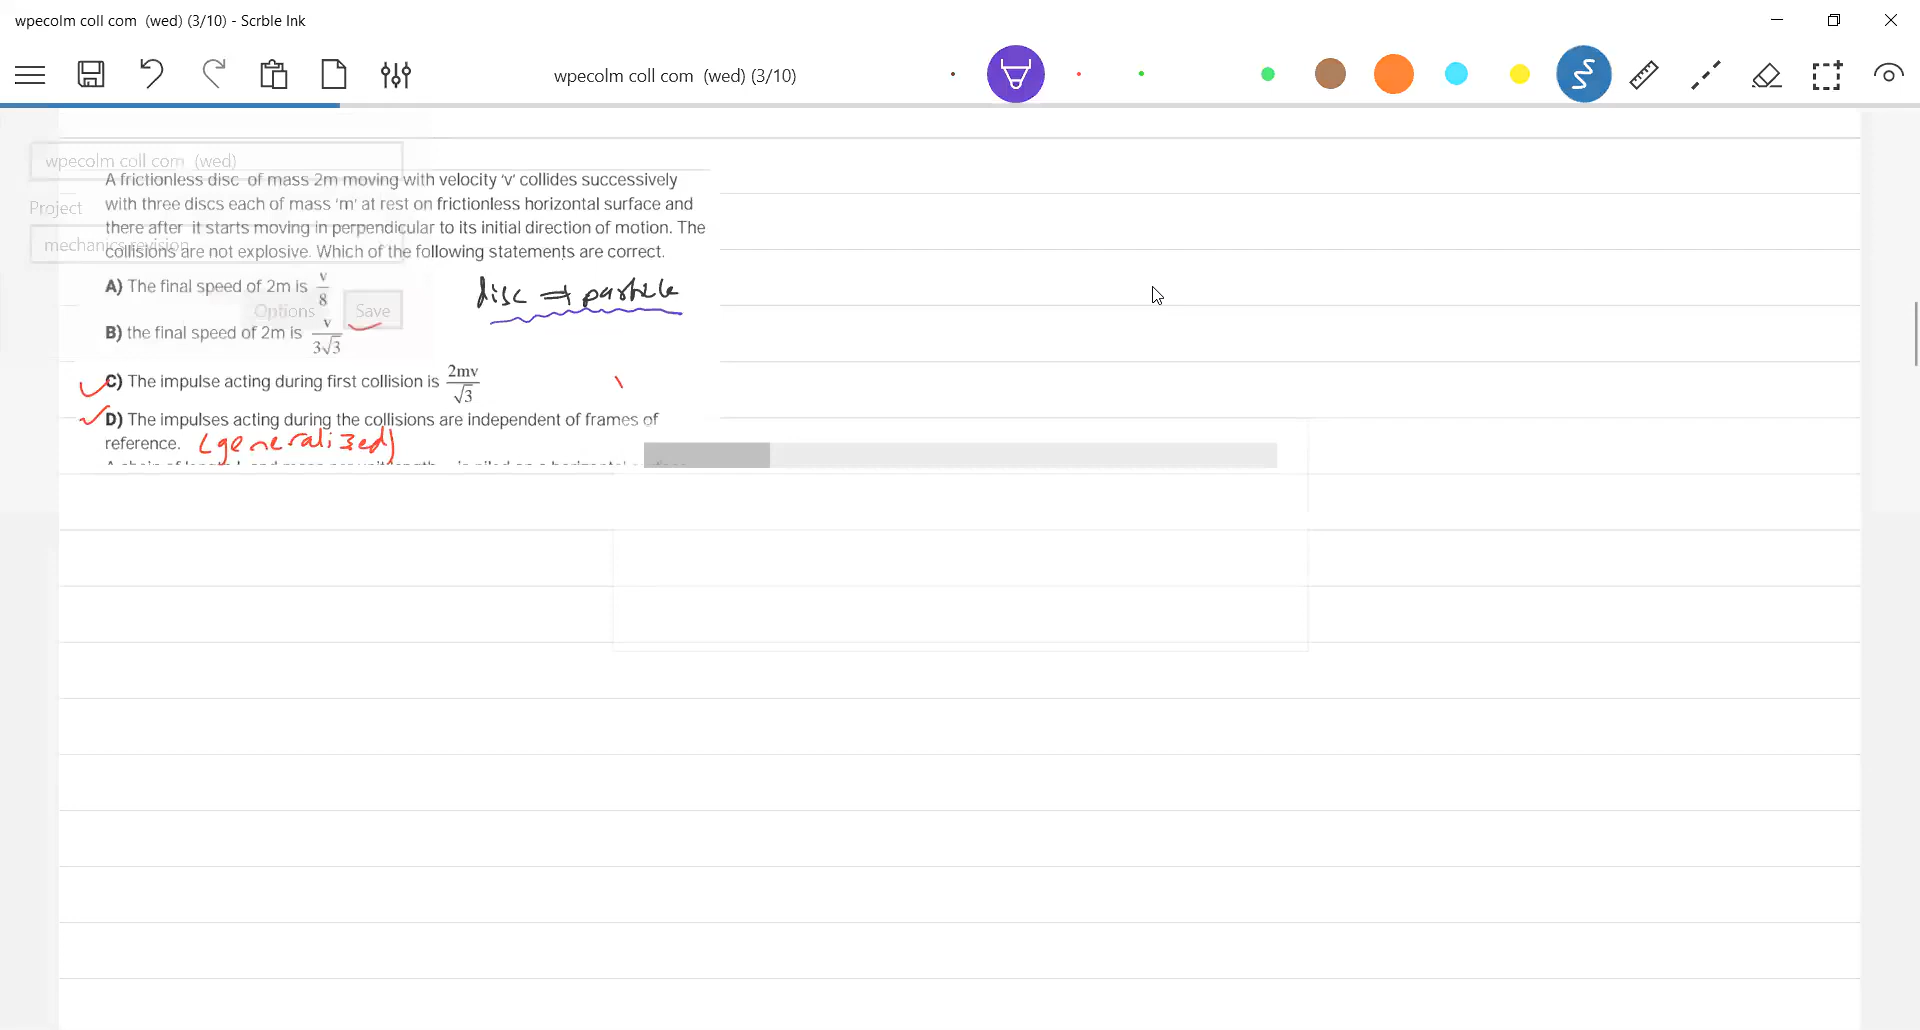 wpecolm coll com (wed) (3/10) - Scrble Ink
wpecolm coll com (wed) (3/10)
wpecolm coll com (wed)
A frictionless disc of mass 2m moving with velocity ‘v’ collides successively
Project
with three discs each of mass ‘m’ at rest on frictionless horizontal surface and
there after it starts moving in perpendicular to its initial direction of motion. The
mechanics revision
collisions are not explosive. Which of the following statements are correct.
A) The final speed of 2m is v/8
disc ⇒ particle
Options Save
B) the final speed of 2m is v/3√3
C) The impulse acting during first collision is 2mv/√3
D) The impulses acting during the collisions are independent of frames of
reference. (generalized)